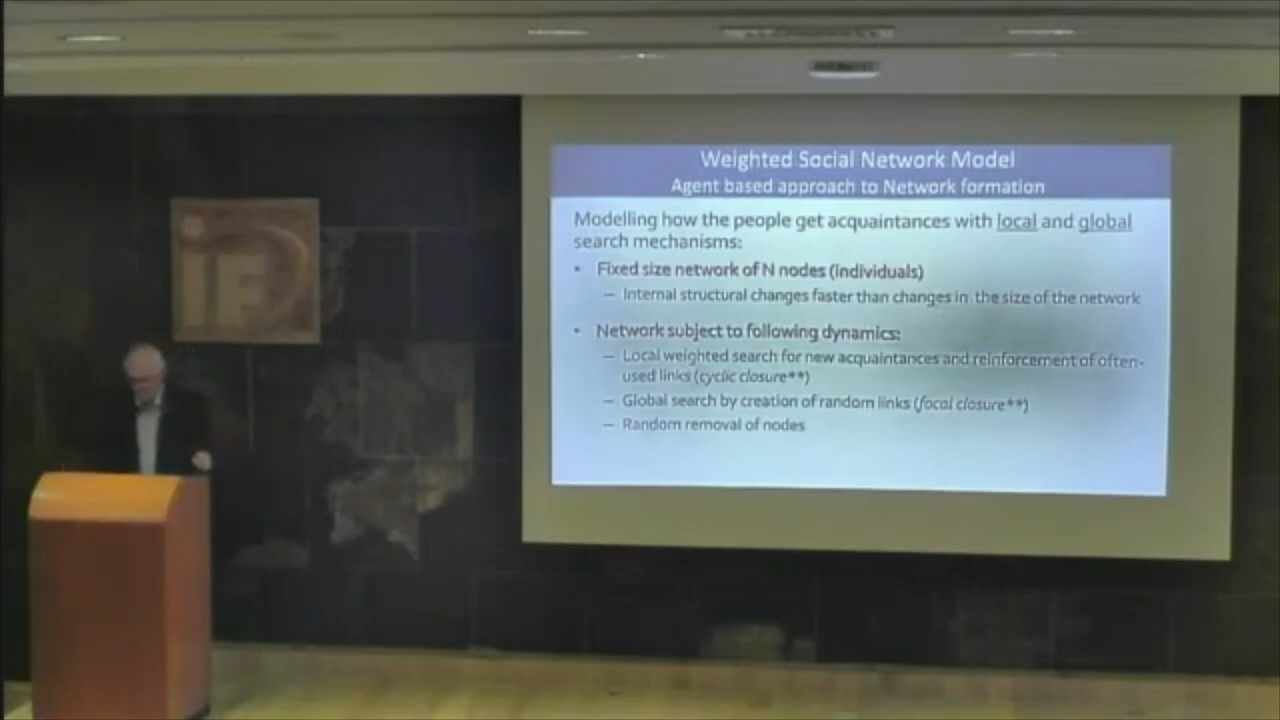 Weighted Social Network Model
Agent based approach to Network formation
Modelling how the people get acquaintances with local and global
search mechanisms:
• Fixed size network of N nodes (individuals)
– Internal structural changes faster than changes in the size of the network
• Network subject to following dynamics:
– Local weighted search for new acquaintances and reinforcement of often-
used links (cyclic closure**)
– Global search by creation of random links (focal closure**)
– Random removal of nodes